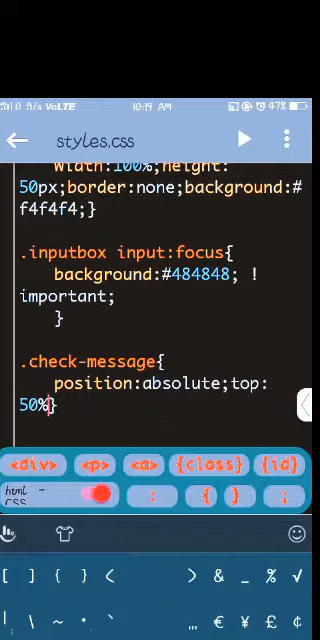 0 B/s VoLTE 10:19 AM 47%
styles.css
Width:100%;height:
50px;border:none;background:#
f4f4f4;}
.inputbox input:focus{
background:#484848; !
important;
}
.check-message{
position:absolute;top:
50%}
<div> <p> <a> {class} {id}
html -
css : { } ;
[ ] { } < > & _ % √
| \ ~ · ` … € ¥ £ ¢